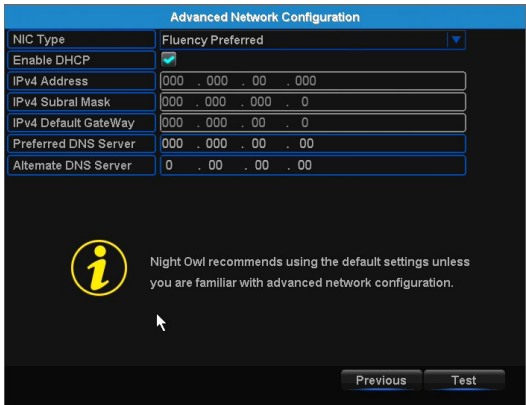 Advanced Network Configuration
NIC Type Fluency Preferred
Enable DHCP
IPv4 Address 000 . 000 . 00 . 000
IPv4 Subral Mask 000 . 000 . 000 . 0
IPv4 Default GateWay 000 . 000 . 00 . 0
Preferred DNS Server 000 . 000 . 00 . 00
Alternate DNS Server 0 . 00 . 00 . 00
Night Owl recommends using the default settings unless
you are familiar with advanced network configuration.
Previous Test